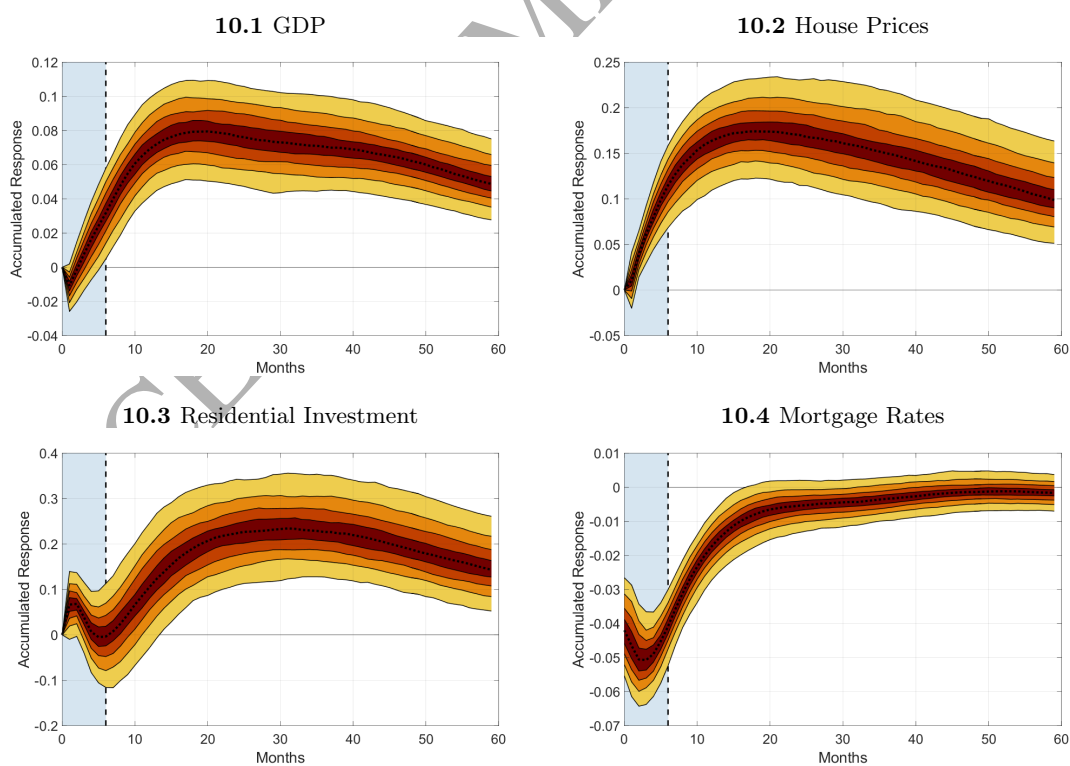 10.1 GDP
10.2 House Prices
0.12
0.1
0.08
0.06
0.04
0.02
0
-0.02
-0.04
Accumulated Response
0 10 20 30 40 50 60
Months
0.25
0.2
0.15
0.1
0.05
0
-0.05
Accumulated Response
0 10 20 30 40 50 60
Months
10.3 Residential Investment
10.4 Mortgage Rates
0.4
0.3
0.2
0.1
0
-0.1
-0.2
Accumulated Response
0 10 20 30 40 50 60
Months
0.01
0
-0.01
-0.02
-0.03
-0.04
-0.05
-0.06
-0.07
Accumulated Response
0 10 20 30 40 50 60
Months